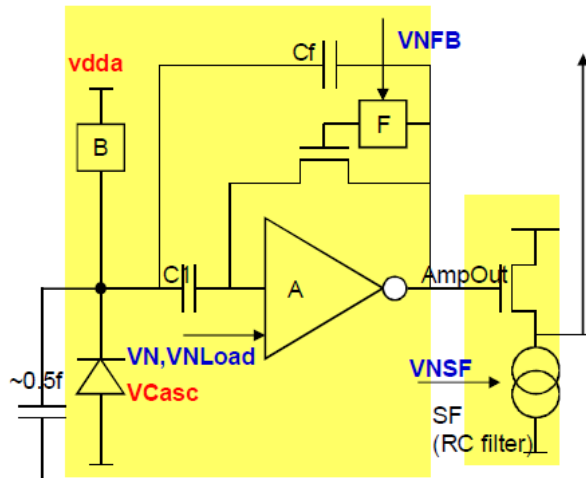 VNFB
Cf
vdda
F
B
C1
A
AmpOut
VN,VNLoad
VCasc
~0.5f
VNSF
SF
(RC filter)